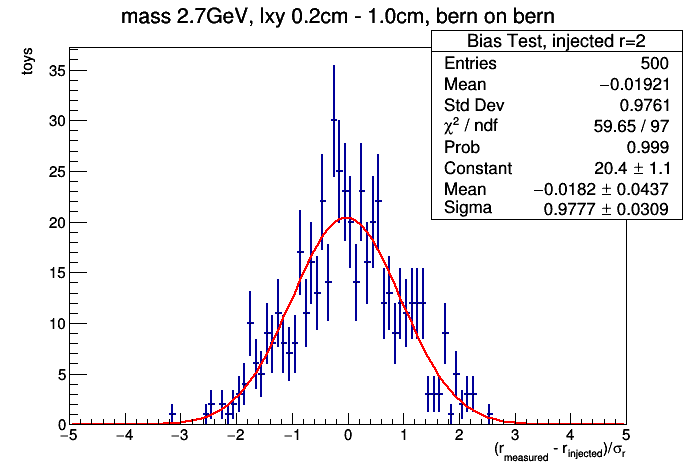 mass 2.7GeV, lxy 0.2cm - 1.0cm, bern on bern
Bias Test, injected r=2
Entries 500
Mean −0.01921
Std Dev 0.9761
χ² / ndf 59.65 / 97
Prob 0.999
Constant 20.4 ± 1.1
Mean −0.0182 ± 0.0437
Sigma 0.9777 ± 0.0309
toys
35
30
25
20
15
10
5
0
−5 −4 −3 −2 −1 0 1 2 3 4 5
(r_measured - r_injected)/σ_r